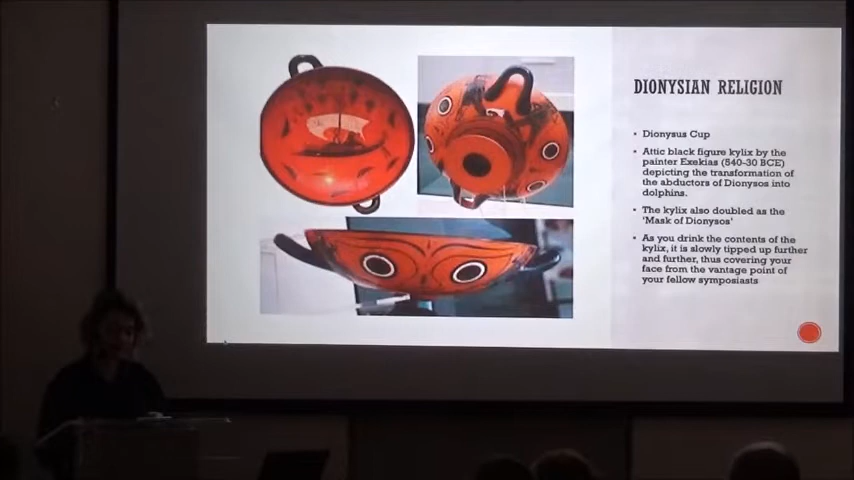 DIONYSIAN RELIGION
Dionysus Cup
Attic black figure kylix by the
painter Exekias (540-30 BCE)
depicting the transformation of
the abductors of Dionysos into
dolphins.
The kylix also doubled as the
'Mask of Dionysos'
As you drink the contents of the
kylix, it is slowly tipped up further
and further, thus covering your
face from the vantage point of
your fellow symposiasts